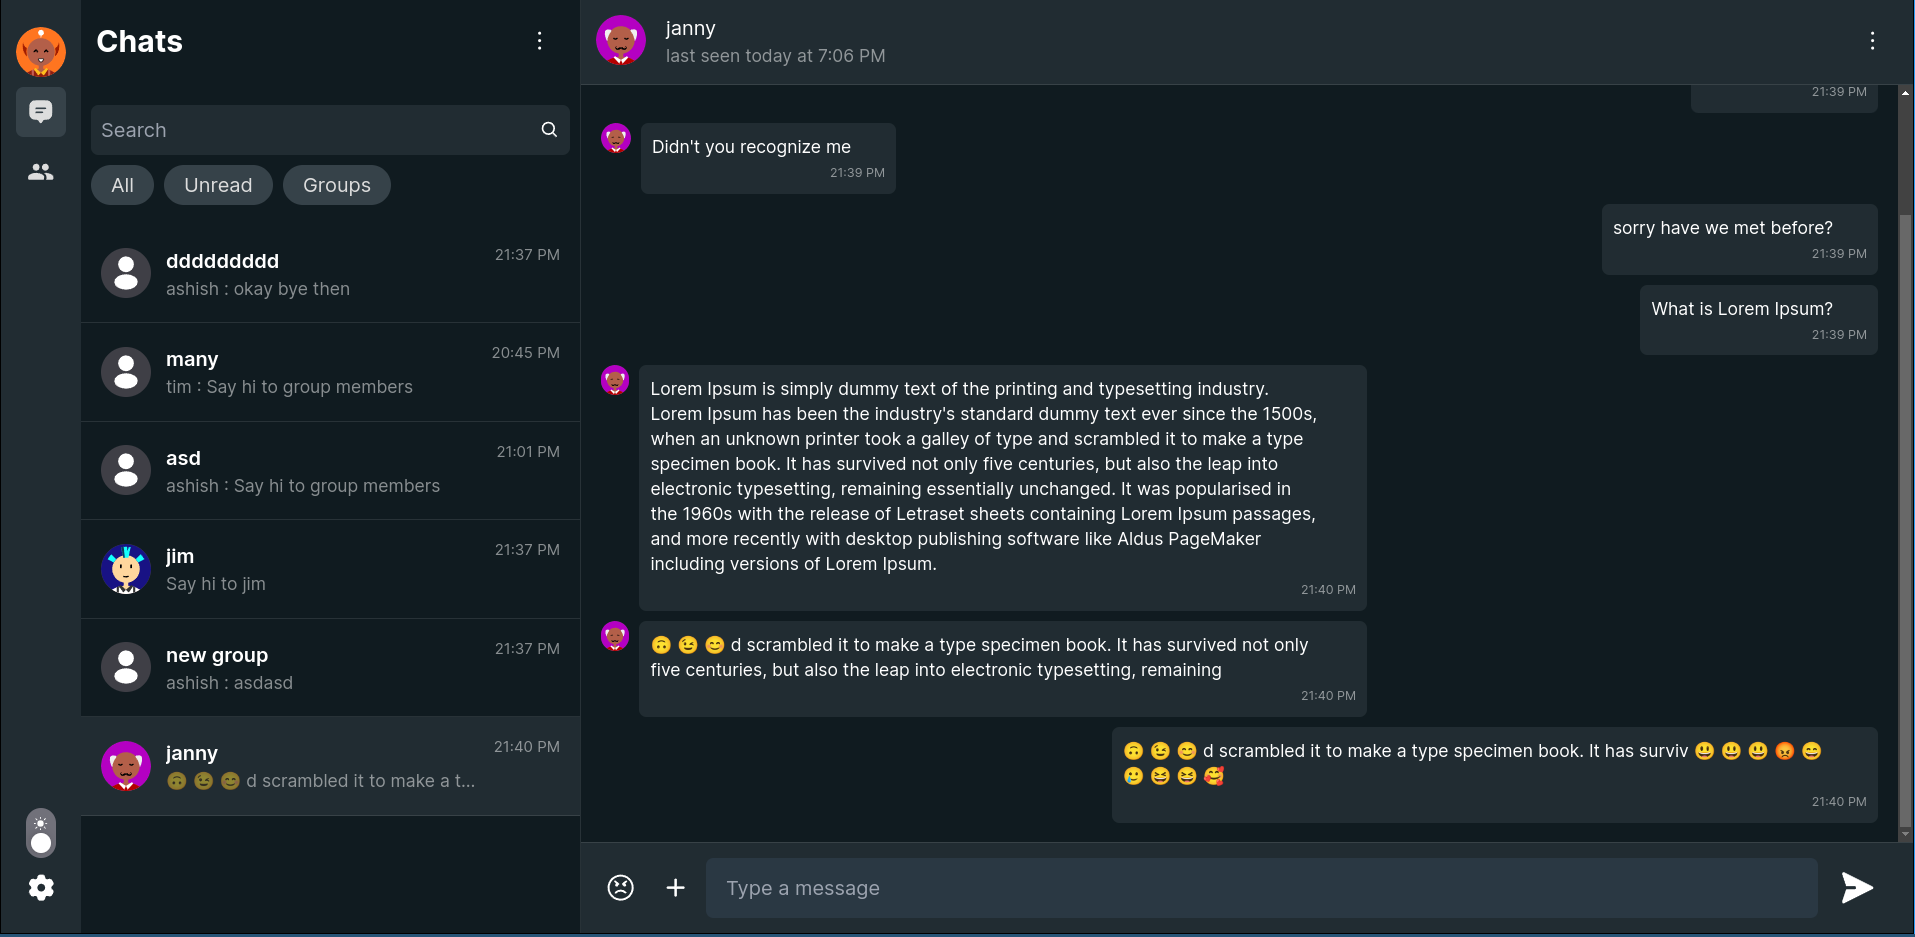 Chats
Search
All
Unread
Groups
ddddddddd
21:37 PM
ashish : okay bye then
many
20:45 PM
tim : Say hi to group members
asd
21:01 PM
ashish : Say hi to group members
jim
21:37 PM
Say hi to jim
new group
21:37 PM
ashish : asdasd
janny
21:40 PM
🙃 😉 😊 d scrambled it to make a t...
janny
last seen today at 7:06 PM
21:39 PM
Didn't you recognize me
21:39 PM
sorry have we met before?
21:39 PM
What is Lorem Ipsum?
21:39 PM
Lorem Ipsum is simply dummy text of the printing and typesetting industry.
Lorem Ipsum has been the industry's standard dummy text ever since the 1500s,
when an unknown printer took a galley of type and scrambled it to make a type
specimen book. It has survived not only five centuries, but also the leap into
electronic typesetting, remaining essentially unchanged. It was popularised in
the 1960s with the release of Letraset sheets containing Lorem Ipsum passages,
and more recently with desktop publishing software like Aldus PageMaker
including versions of Lorem Ipsum.
21:40 PM
🙃 😉 😊 d scrambled it to make a type specimen book. It has survived not only
five centuries, but also the leap into electronic typesetting, remaining
21:40 PM
🙃 😉 😊 d scrambled it to make a type specimen book. It has surviv 😃 😃 😃 😡 😄
🥲 😆 😆 🥰
21:40 PM
Type a message